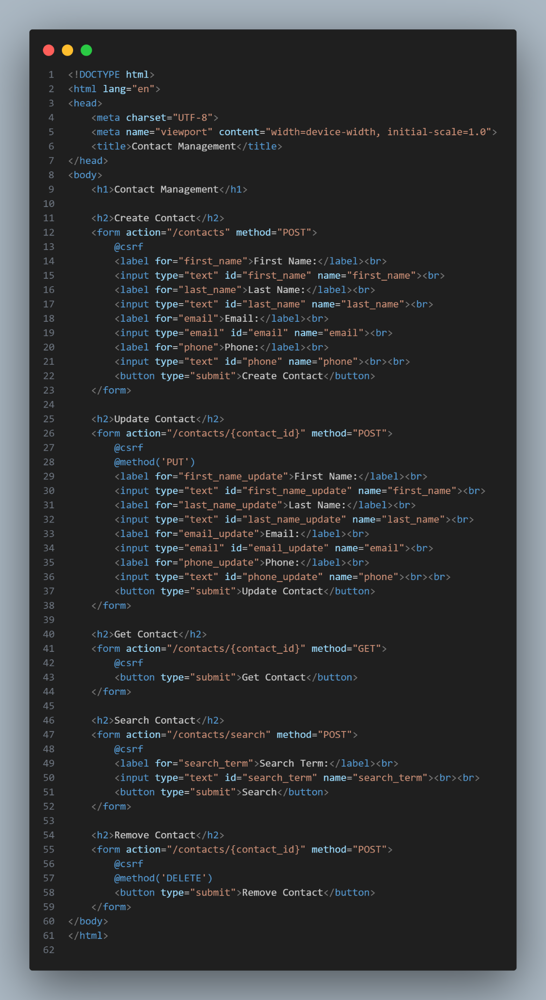 1 <!DOCTYPE html>
2 <html lang="en">
3 <head>
4     <meta charset="UTF-8">
5     <meta name="viewport" content="width=device-width, initial-scale=1.0">
6     <title>Contact Management</title>
7 </head>
8 <body>
9     <h1>Contact Management</h1>
10
11     <h2>Create Contact</h2>
12     <form action="/contacts" method="POST">
13         @csrf
14         <label for="first_name">First Name:</label><br>
15         <input type="text" id="first_name" name="first_name"><br>
16         <label for="last_name">Last Name:</label><br>
17         <input type="text" id="last_name" name="last_name"><br>
18         <label for="email">Email:</label><br>
19         <input type="email" id="email" name="email"><br>
20         <label for="phone">Phone:</label><br>
21         <input type="text" id="phone" name="phone"><br><br>
22         <button type="submit">Create Contact</button>
23     </form>
24
25     <h2>Update Contact</h2>
26     <form action="/contacts/{contact_id}" method="POST">
27         @csrf
28         @method('PUT')
29         <label for="first_name_update">First Name:</label><br>
30         <input type="text" id="first_name_update" name="first_name"><br>
31         <label for="last_name_update">Last Name:</label><br>
32         <input type="text" id="last_name_update" name="last_name"><br>
33         <label for="email_update">Email:</label><br>
34         <input type="email" id="email_update" name="email"><br>
35         <label for="phone_update">Phone:</label><br>
36         <input type="text" id="phone_update" name="phone"><br><br>
37         <button type="submit">Update Contact</button>
38     </form>
39
40     <h2>Get Contact</h2>
41     <form action="/contacts/{contact_id}" method="GET">
42         @csrf
43         <button type="submit">Get Contact</button>
44     </form>
45
46     <h2>Search Contact</h2>
47     <form action="/contacts/search" method="POST">
48         @csrf
49         <label for="search_term">Search Term:</label><br>
50         <input type="text" id="search_term" name="search_term"><br><br>
51         <button type="submit">Search</button>
52     </form>
53
54     <h2>Remove Contact</h2>
55     <form action="/contacts/{contact_id}" method="POST">
56         @csrf
57         @method('DELETE')
58         <button type="submit">Remove Contact</button>
59     </form>
60 </body>
61 </html>
62